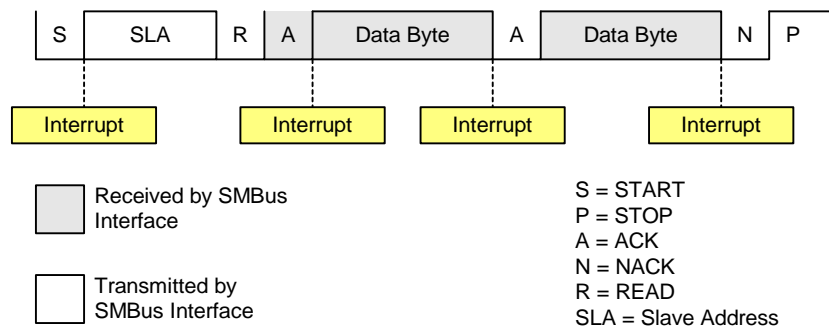 S SLA R A Data Byte A Data Byte N P
Interrupt Interrupt Interrupt Interrupt
Received by SMBus
Interface
Transmitted by
SMBus Interface
S = START
P = STOP
A = ACK
N = NACK
R = READ
SLA = Slave Address